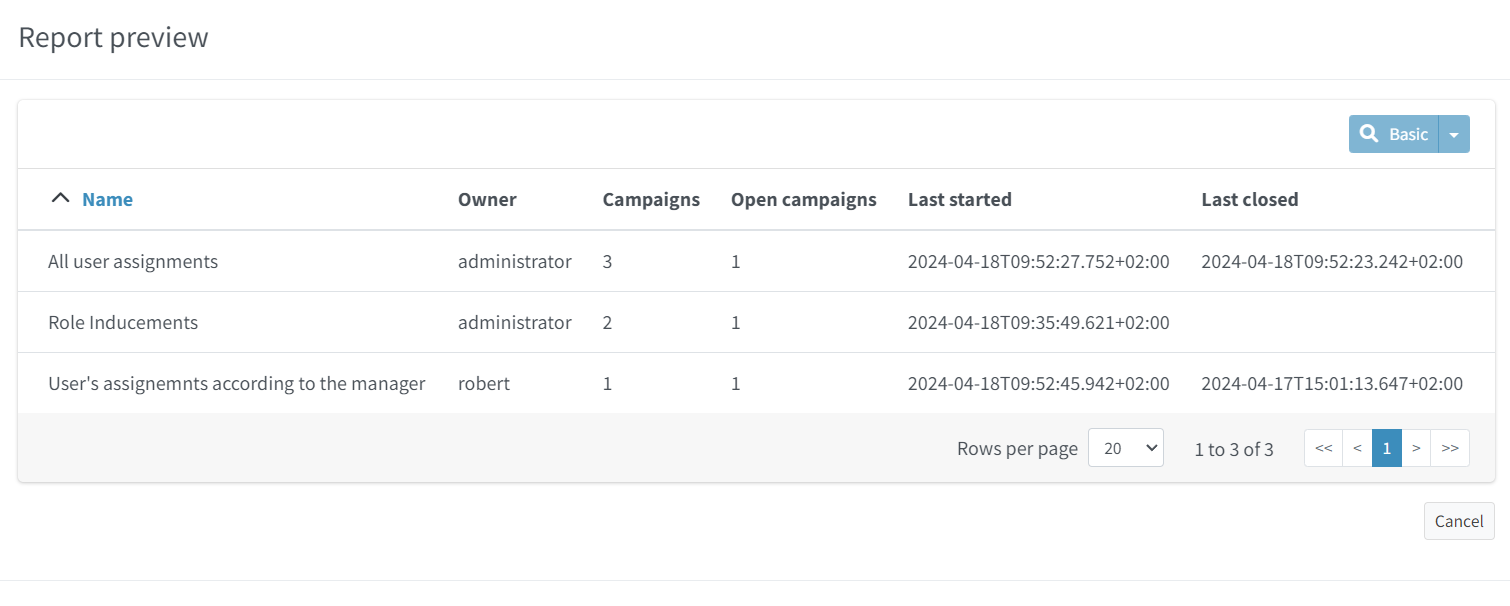 Report preview
Basic
Name Owner Campaigns Open campaigns Last started Last closed
All user assignments administrator 3 1 2024-04-18T09:52:27.752+02:00 2024-04-18T09:52:23.242+02:00
Role Inducements administrator 2 1 2024-04-18T09:35:49.621+02:00
User's assignemnts according to the manager robert 1 1 2024-04-18T09:52:45.942+02:00 2024-04-17T15:01:13.647+02:00
Rows per page 20 1 to 3 of 3 << < 1 > >>
Cancel